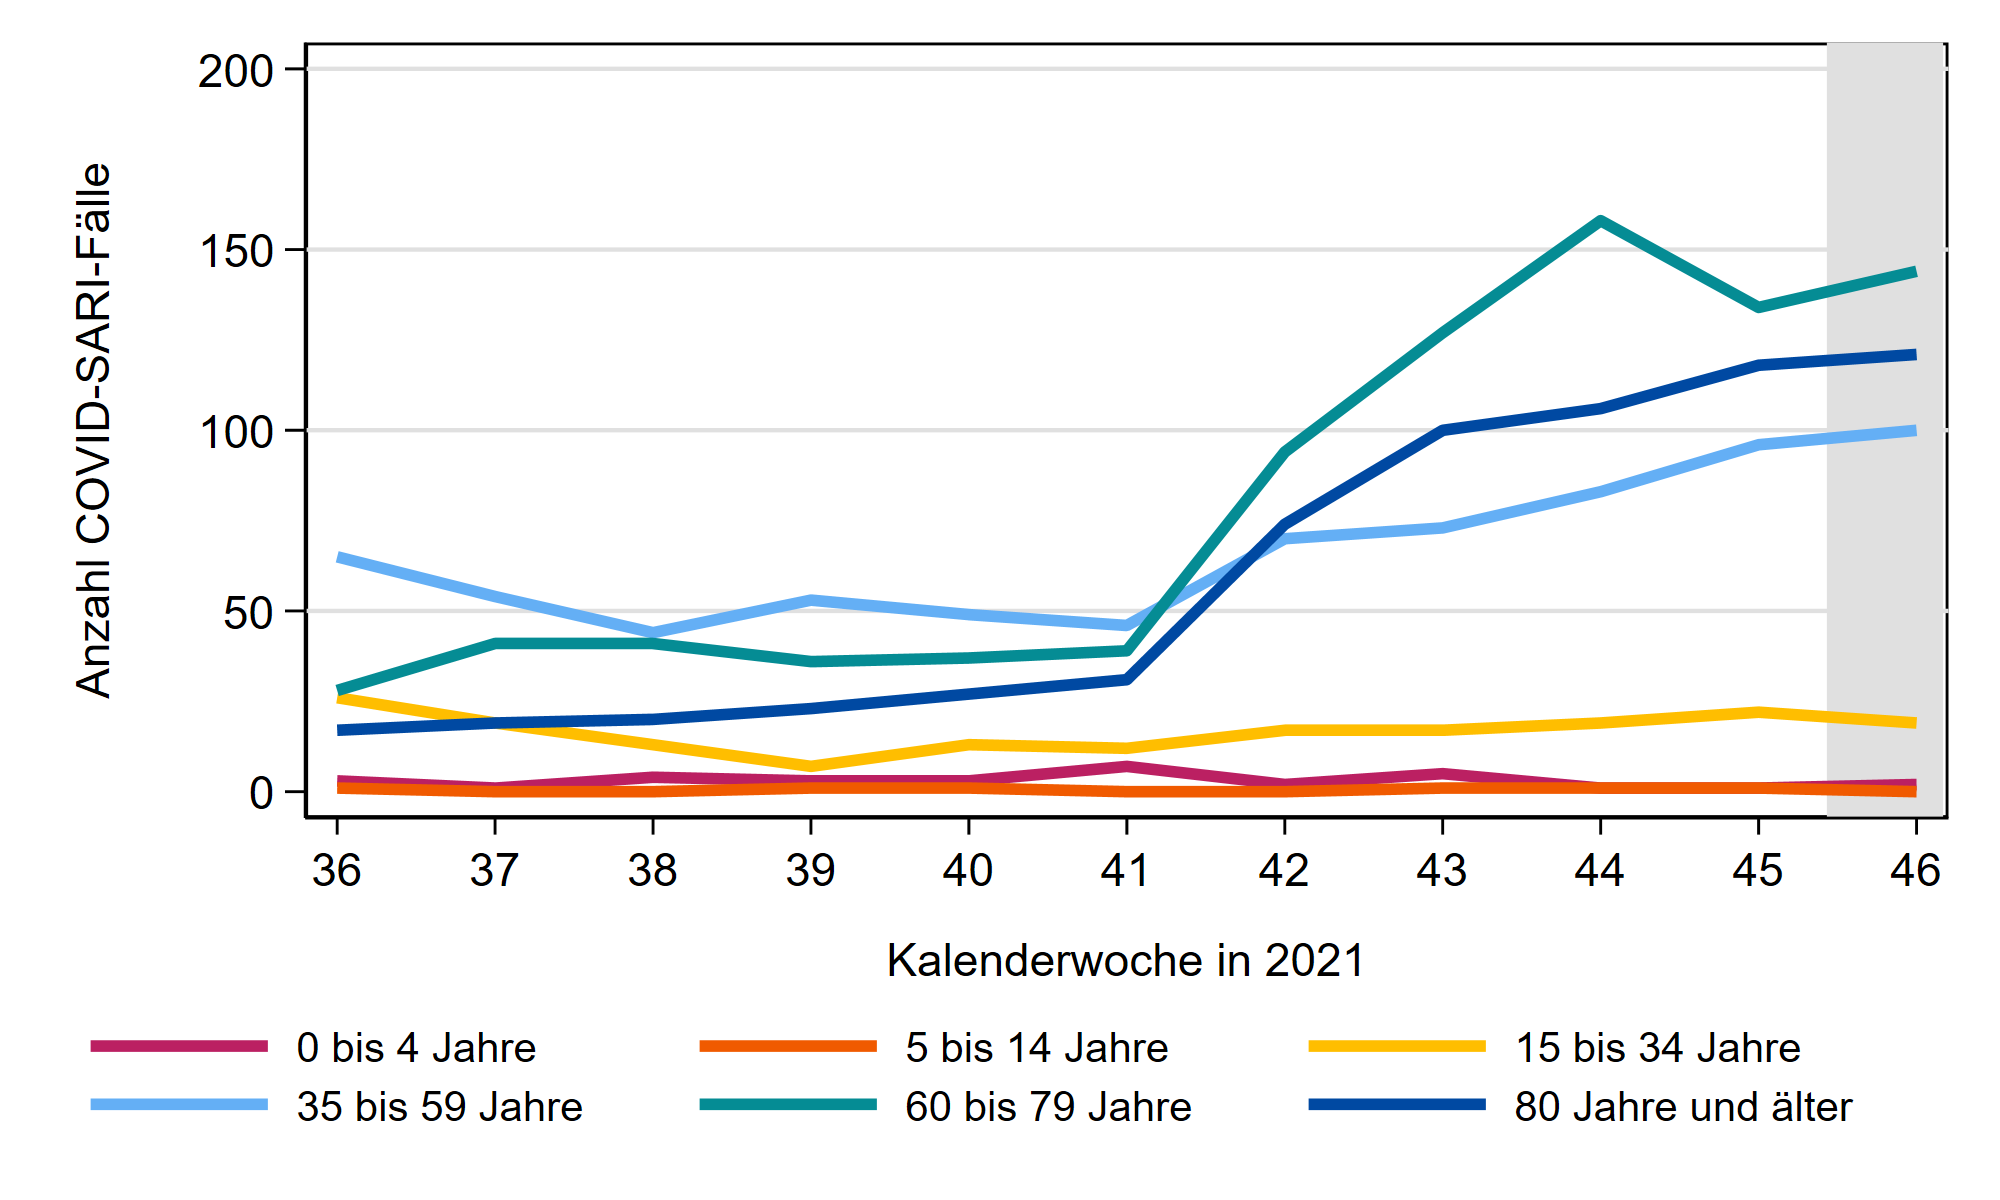 200
150
100
50
0
Anzahl COVID-SARI-Fälle
36 37 38 39 40 41 42 43 44 45 46
Kalenderwoche in 2021
0 bis 4 Jahre 5 bis 14 Jahre 15 bis 34 Jahre
35 bis 59 Jahre 60 bis 79 Jahre 80 Jahre und älter